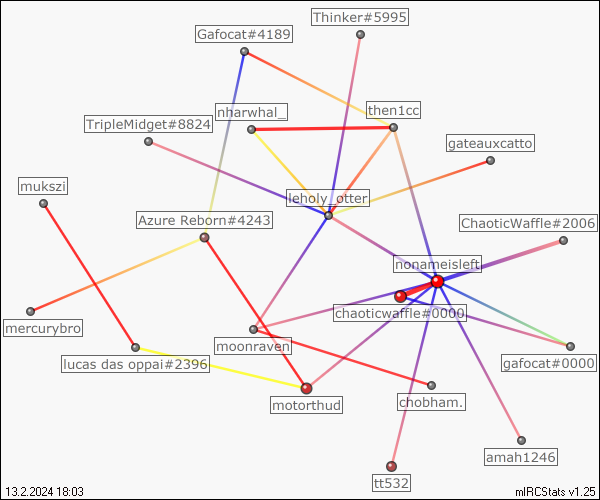 Thinker#5995
Gafocat#4189
nharwhal_
then1cc
TripleMidget#8824
gateauxcatto
mukszi
leholy_otter
Azure Reborn#4243
ChaoticWaffle#2006
nonameisleft
chaoticwaffle#0000
mercurybro
moonraven
lucas das oppai#2396
gafocat#0000
motorthud
chobham.
amah1246
tt532
13.2.2024 18:03
mIRCStats v1.25